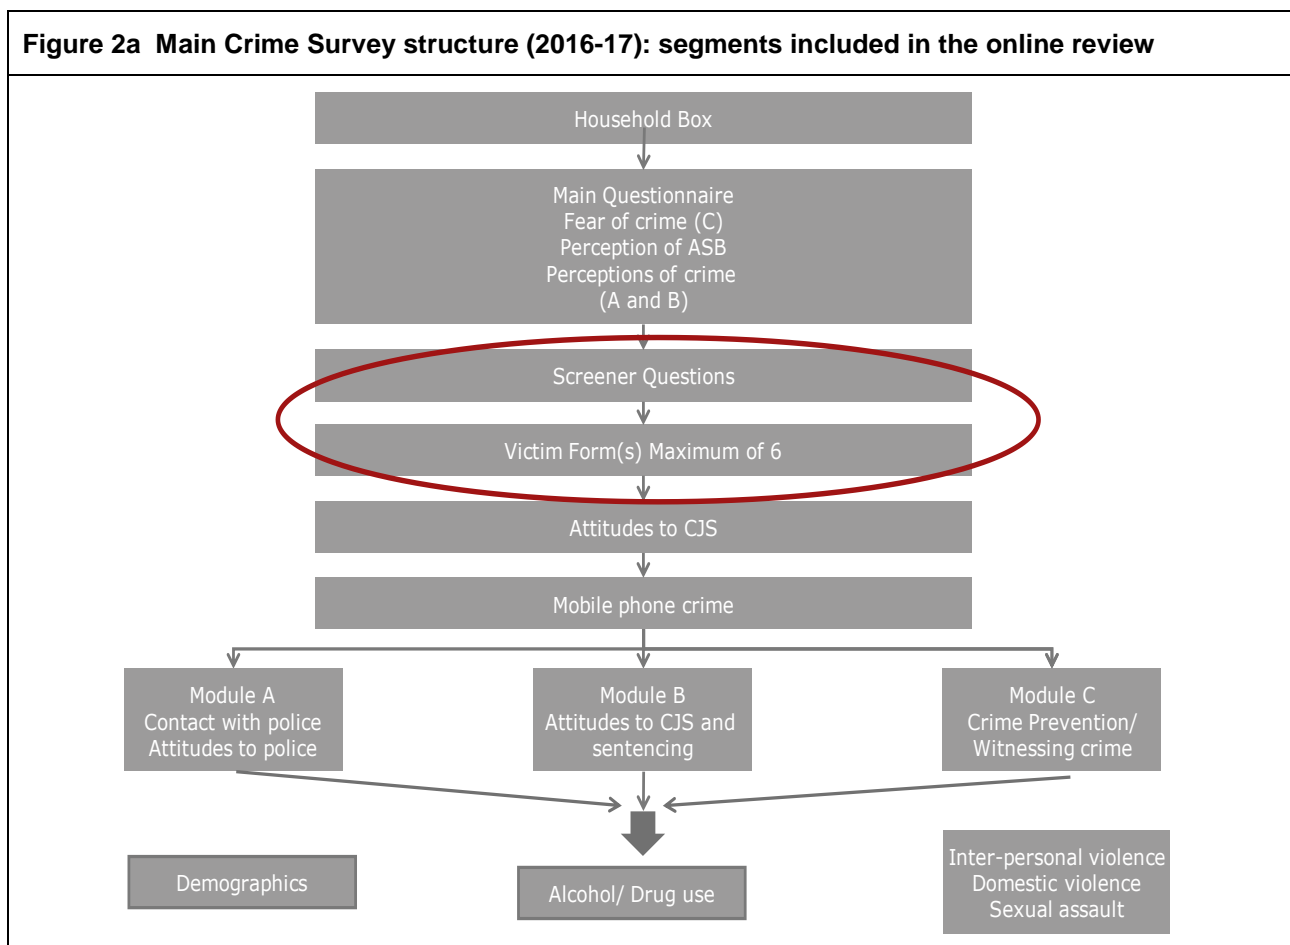 Figure 2a  Main Crime Survey structure (2016-17): segments included in the online review
Household Box
Main Questionnaire
Fear of crime (C)
Perception of ASB
Perceptions of crime
(A and B)
Screener Questions
Victim Form(s) Maximum of 6
Attitudes to CJS
Mobile phone crime
Module A
Contact with police
Attitudes to police
Module B
Attitudes to CJS and
sentencing
Module C
Crime Prevention/
Witnessing crime
Demographics
Alcohol/ Drug use
Inter-personal violence
Domestic violence
Sexual assault